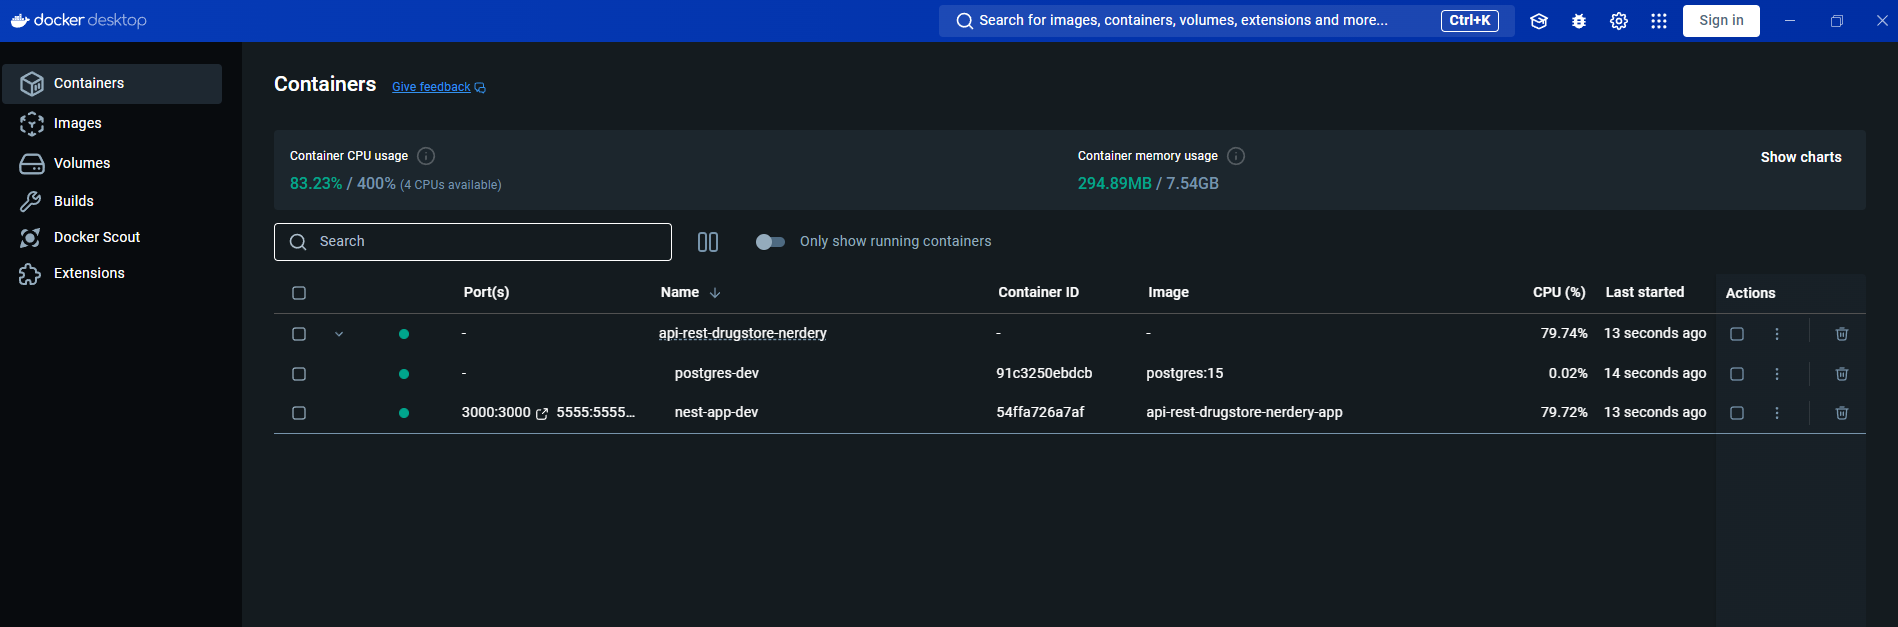 docker desktop
Search for images, containers, volumes, extensions and more...
Ctrl+K
Sign in
Containers
Images
Volumes
Builds
Docker Scout
Extensions
Containers
Give feedback
Container CPU usage
83.23% / 400% (4 CPUs available)
Container memory usage
294.89MB / 7.54GB
Show charts
Search
Only show running containers
Port(s) Name Container ID Image CPU (%) Last started Actions
- api-rest-drugstore-nerdery - - 79.74% 13 seconds ago
- postgres-dev 91c3250ebdcb postgres:15 0.02% 14 seconds ago
3000:3000 5555:5555... nest-app-dev 54ffa726a7af api-rest-drugstore-nerdery-app 79.72% 13 seconds ago